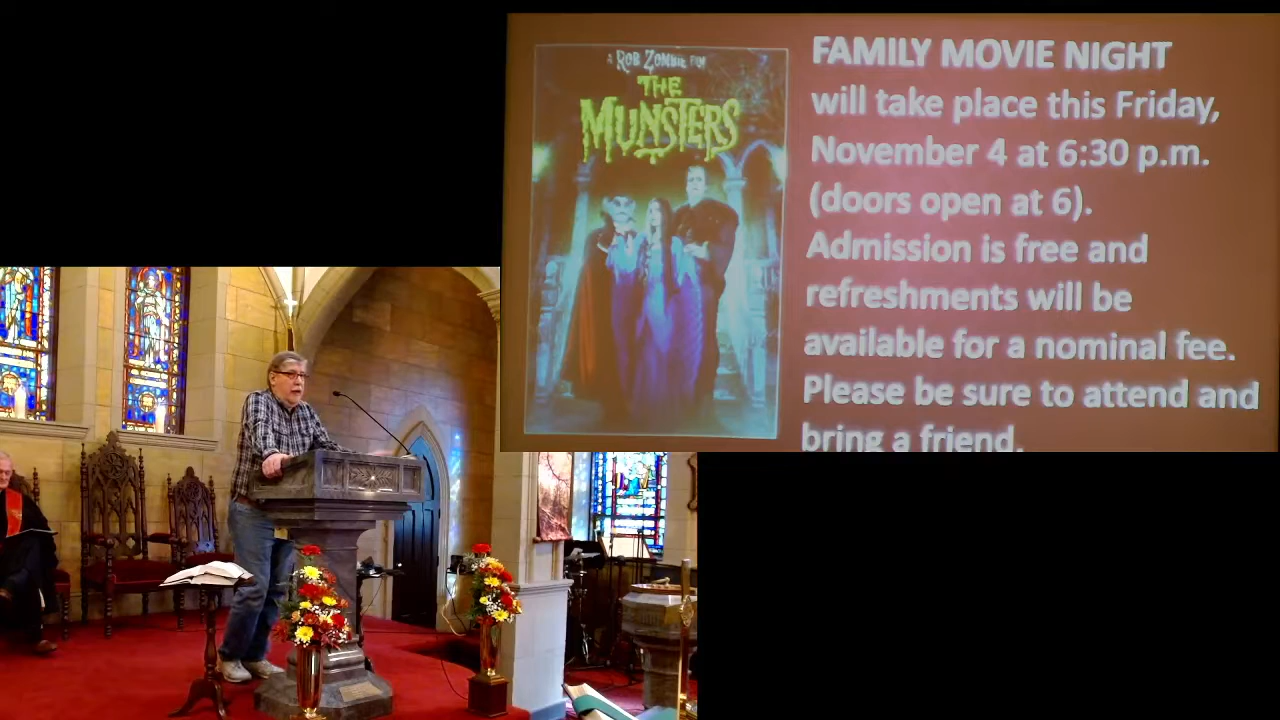 A ROB ZOMBIE FILM
THE
MUNSTERS
FAMILY MOVIE NIGHT
will take place this Friday,
November 4 at 6:30 p.m.
(doors open at 6).
Admission is free and
refreshments will be
available for a nominal fee.
Please be sure to attend and
bring a friend.